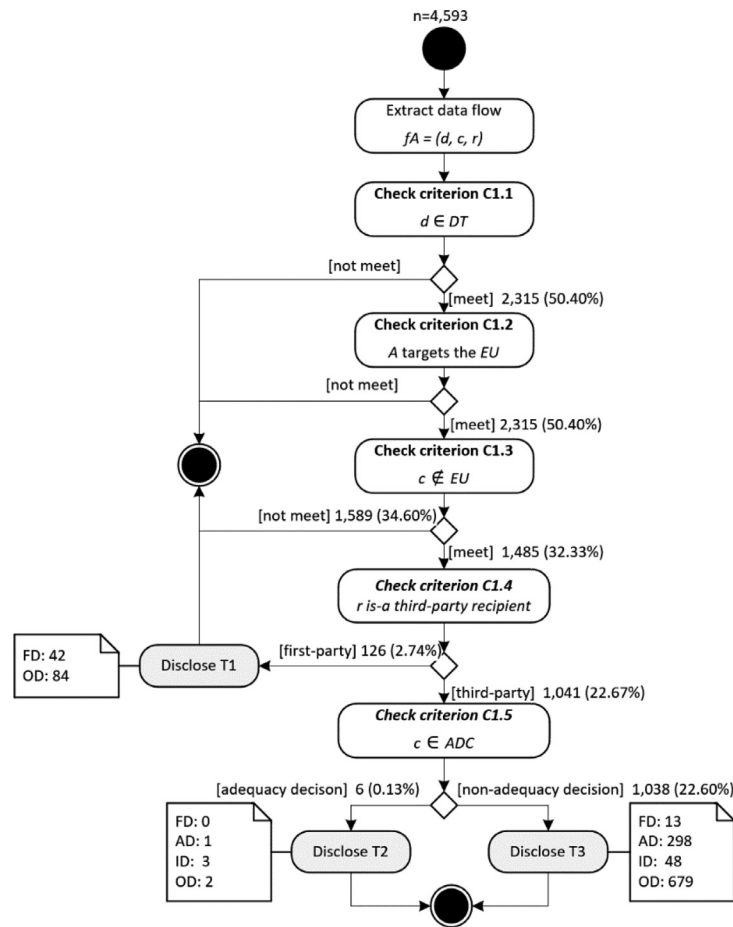 n=4,593
Extract data flow
fA = (d, c, r)
Check criterion C1.1
d ∈ DT
[not meet]
[meet] 2,315 (50.40%)
Check criterion C1.2
A targets the EU
[not meet]
[meet] 2,315 (50.40%)
Check criterion C1.3
c ∉ EU
[not meet] 1,589 (34.60%)
[meet] 1,485 (32.33%)
Check criterion C1.4
r is-a third-party recipient
[first-party] 126 (2.74%)
FD: 42
OD: 84
Disclose T1
[third-party] 1,041 (22.67%)
Check criterion C1.5
c ∈ ADC
[adequacy decison] 6 (0.13%)
[non-adequacy decision] 1,038 (22.60%)
FD: 0
AD: 1
ID: 3
OD: 2
Disclose T2
Disclose T3
FD: 13
AD: 298
ID: 48
OD: 679